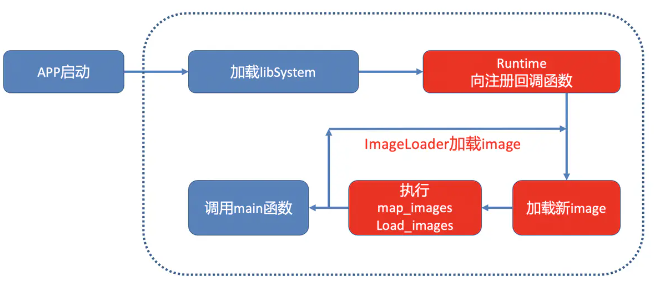 APP启动
加载libSystem
Runtime
向注册回调函数
ImageLoader加载image
调用main函数
执行
map_images
Load_images
加载新image